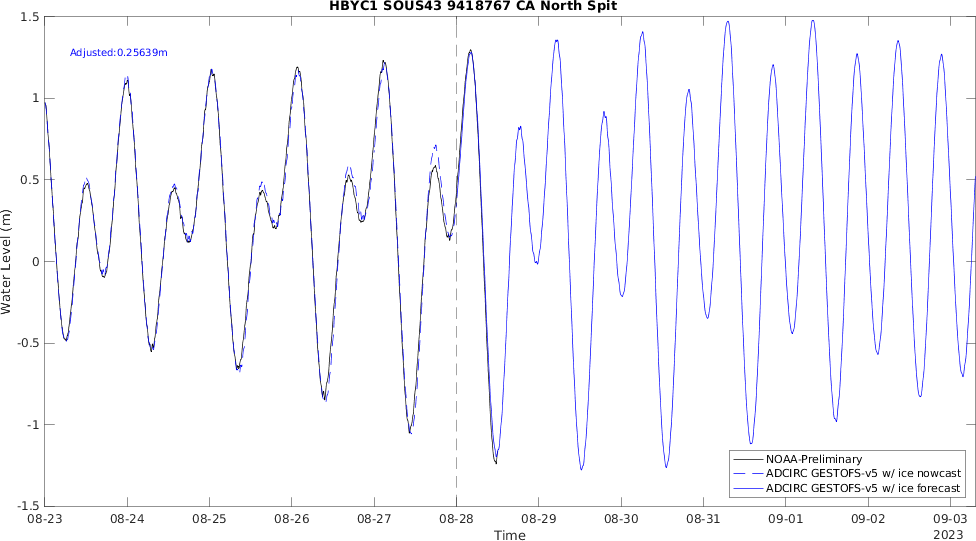 HBYC1 SOUS43 9418767 CA North Spit
Adjusted:0.25639m
1.5
1
0.5
0
-0.5
-1
-1.5
Water Level (m)
NOAA-Preliminary
ADCIRC GESTOFS-v5 w/ ice nowcast
ADCIRC GESTOFS-v5 w/ ice forecast
08-23 08-24 08-25 08-26 08-27 08-28 08-29 08-30 08-31 09-01 09-02 09-03
Time
2023